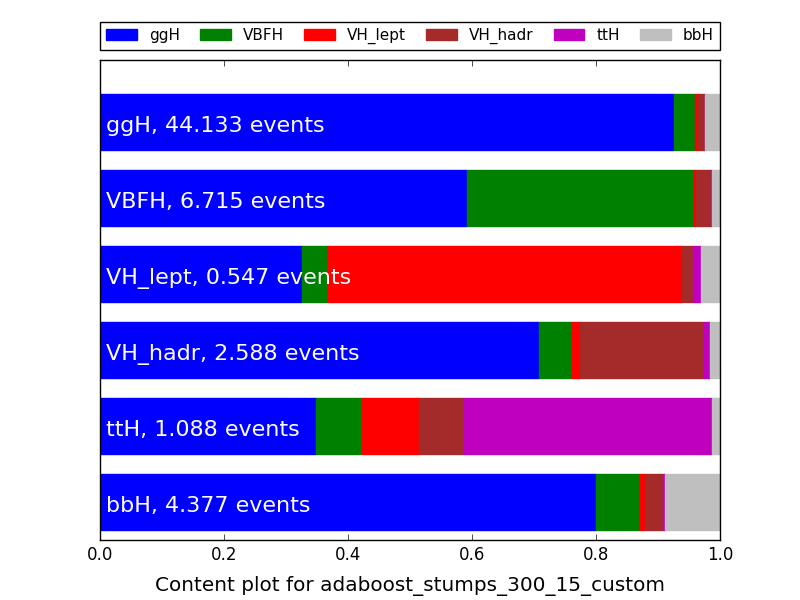 ggH VBFH VH_lept VH_hadr ttH bbH
ggH, 44.133 events
VBFH, 6.715 events
VH_lept, 0.547 events
VH_hadr, 2.588 events
ttH, 1.088 events
bbH, 4.377 events
0.0 0.2 0.4 0.6 0.8 1.0
Content plot for adaboost_stumps_300_15_custom